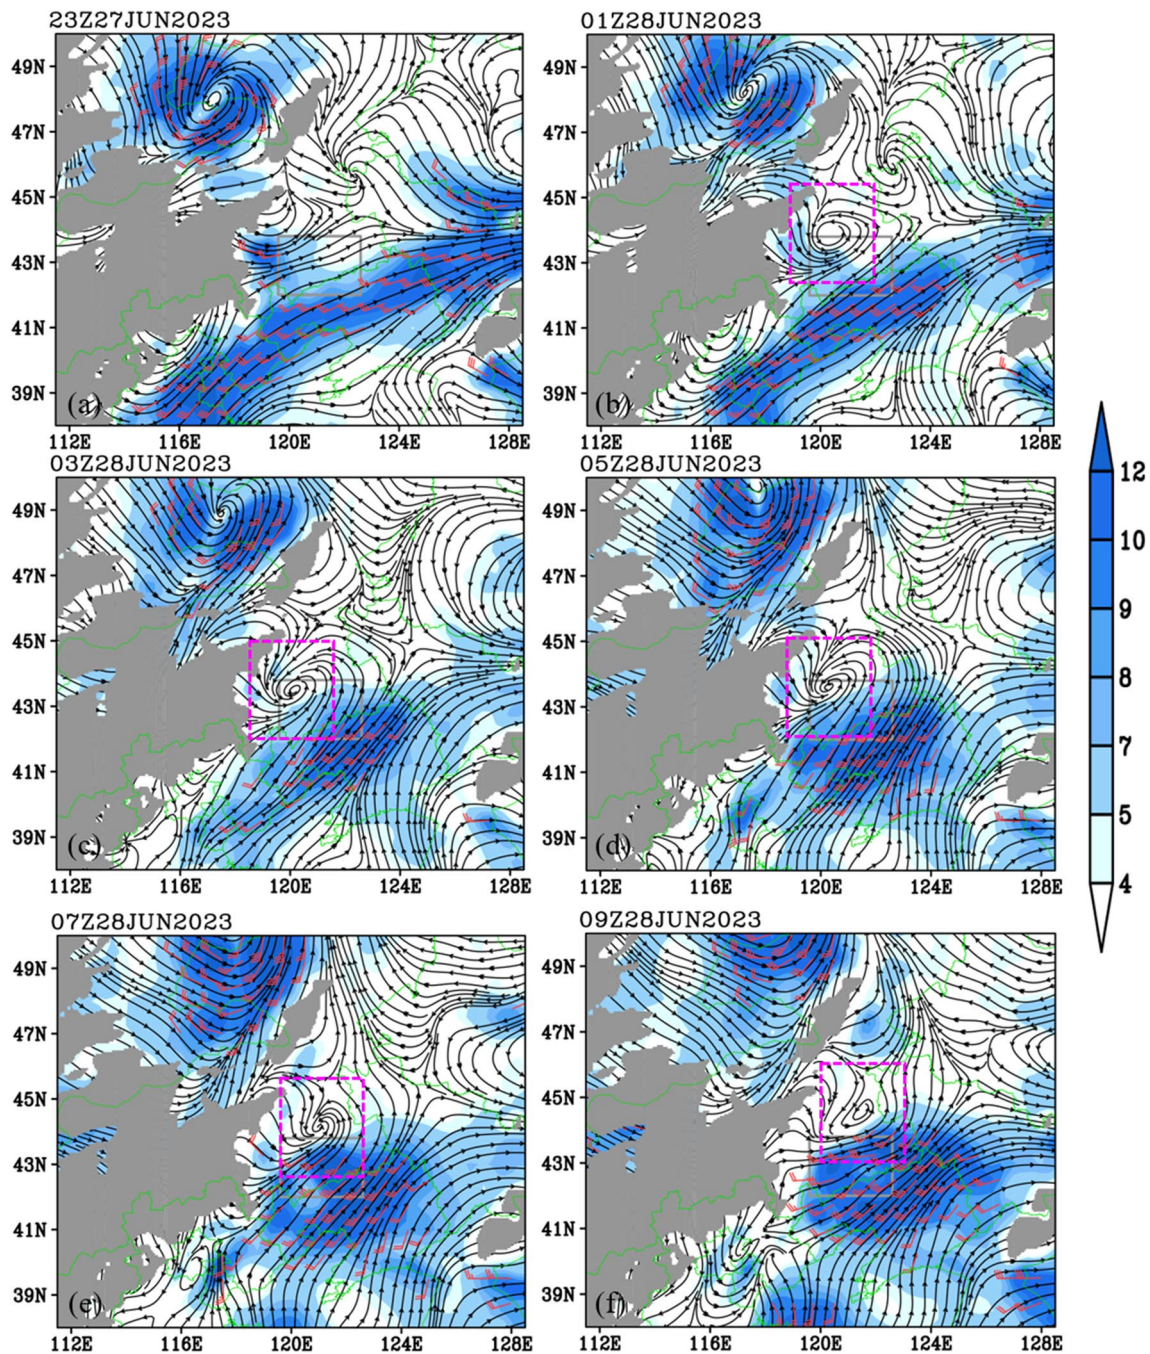 23Z27JUN2023
01Z28JUN2023
49N
47N
45N
43N
41N
39N
(a)
112E 116E 120E 124E 128E
49N
47N
45N
43N
41N
39N
(b)
112E 116E 120E 124E 128E
03Z28JUN2023
05Z28JUN2023
49N
47N
45N
43N
41N
39N
(c)
112E 116E 120E 124E 128E
49N
47N
45N
43N
41N
39N
(d)
112E 116E 120E 124E 128E
12
10
9
8
7
5
4
07Z28JUN2023
09Z28JUN2023
49N
47N
45N
43N
41N
39N
(e)
112E 116E 120E 124E 128E
49N
47N
45N
43N
41N
39N
(f)
112E 116E 120E 124E 128E